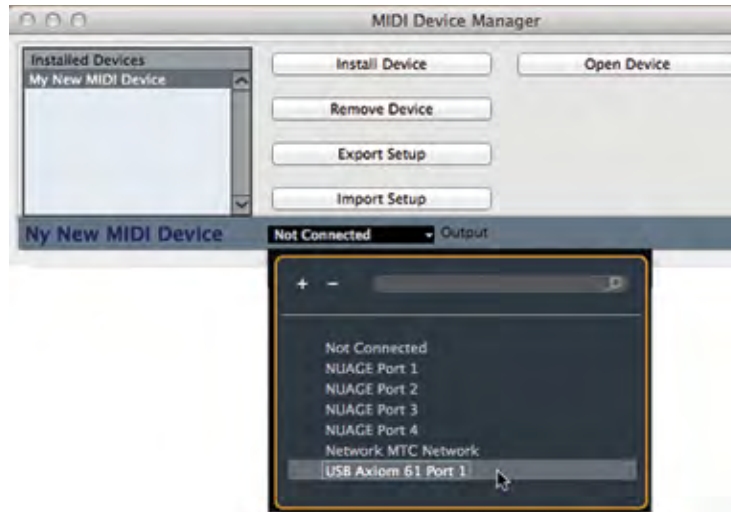 MIDI Device Manager
Installed Devices
My New MIDI Device
Install Device
Open Device
Remove Device
Export Setup
Import Setup
Ny New MIDI Device
Not Connected
Output
+ -
Not Connected
NUAGE Port 1
NUAGE Port 2
NUAGE Port 3
NUAGE Port 4
Network MTC Network
USB Axiom 61 Port 1